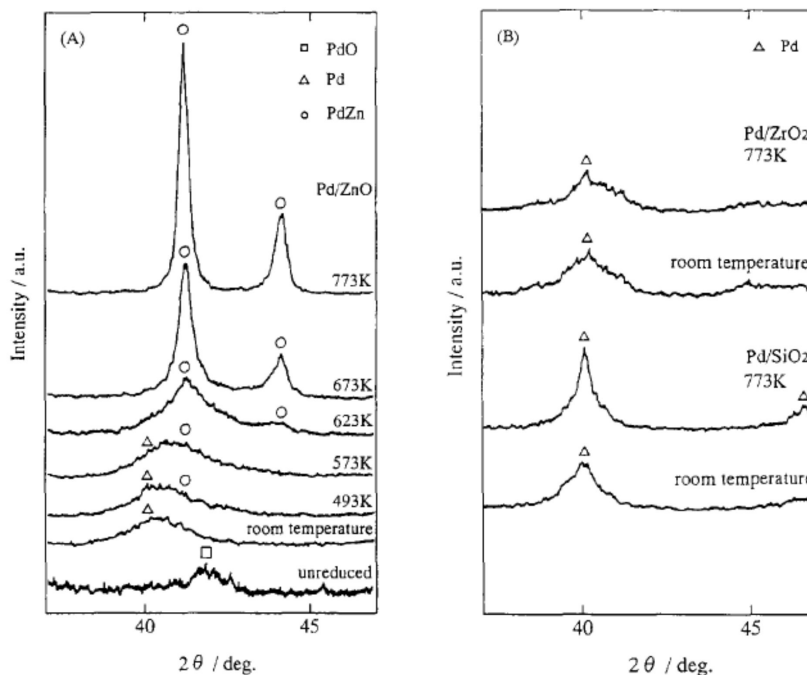 (A)
□ PdO
△ Pd
○ PdZn
Pd/ZnO
773K
673K
623K
573K
493K
room temperature
unreduced
40
45
2θ / deg.
Intensity / a.u.
(B)
△ Pd
Pd/ZrO2
773K
room temperature
Pd/SiO2
773K
room temperature
40
45
2θ / deg.
Intensity / a.u.